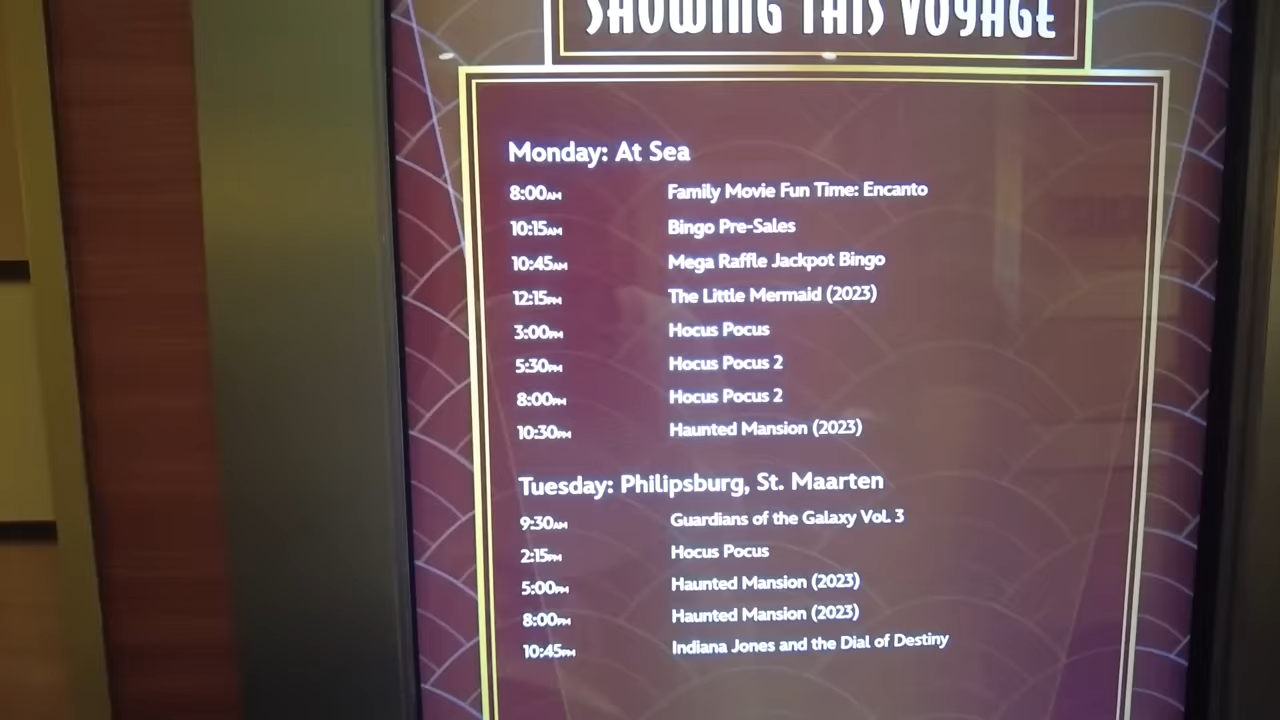 SHOWING THIS VOYAGE
Monday: At Sea
8:00AM Family Movie Fun Time: Encanto
10:15AM Bingo Pre-Sales
10:45AM Mega Raffle Jackpot Bingo
12:15PM The Little Mermaid (2023)
3:00PM Hocus Pocus
5:30PM Hocus Pocus 2
8:00PM Hocus Pocus 2
10:30PM Haunted Mansion (2023)
Tuesday: Philipsburg, St. Maarten
9:30AM Guardians of the Galaxy Vol. 3
2:15PM Hocus Pocus
5:00PM Haunted Mansion (2023)
8:00PM Haunted Mansion (2023)
10:45PM Indiana Jones and the Dial of Destiny